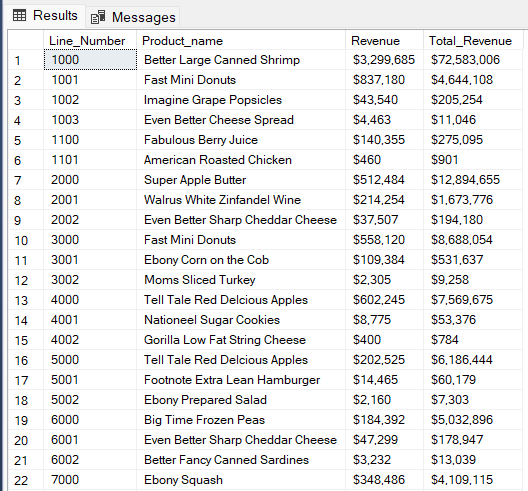 Results Messages
Line_Number Product_name Revenue Total_Revenue
1 1000 Better Large Canned Shrimp $3,299,685 $72,583,006
2 1001 Fast Mini Donuts $837,180 $4,644,108
3 1002 Imagine Grape Popsicles $43,540 $205,254
4 1003 Even Better Cheese Spread $4,463 $11,046
5 1100 Fabulous Berry Juice $140,355 $275,095
6 1101 American Roasted Chicken $460 $901
7 2000 Super Apple Butter $512,484 $12,894,655
8 2001 Walrus White Zinfandel Wine $214,254 $1,673,776
9 2002 Even Better Sharp Cheddar Cheese $37,507 $194,180
10 3000 Fast Mini Donuts $558,120 $8,688,054
11 3001 Ebony Corn on the Cob $109,384 $531,637
12 3002 Moms Sliced Turkey $2,305 $9,258
13 4000 Tell Tale Red Delcious Apples $602,245 $7,569,675
14 4001 Nationeel Sugar Cookies $8,775 $53,376
15 4002 Gorilla Low Fat String Cheese $400 $784
16 5000 Tell Tale Red Delcious Apples $202,525 $6,186,444
17 5001 Footnote Extra Lean Hamburger $14,465 $60,179
18 5002 Ebony Prepared Salad $2,160 $7,303
19 6000 Big Time Frozen Peas $184,392 $5,032,896
20 6001 Even Better Sharp Cheddar Cheese $47,299 $178,947
21 6002 Better Fancy Canned Sardines $3,232 $13,039
22 7000 Ebony Squash $348,486 $4,109,115